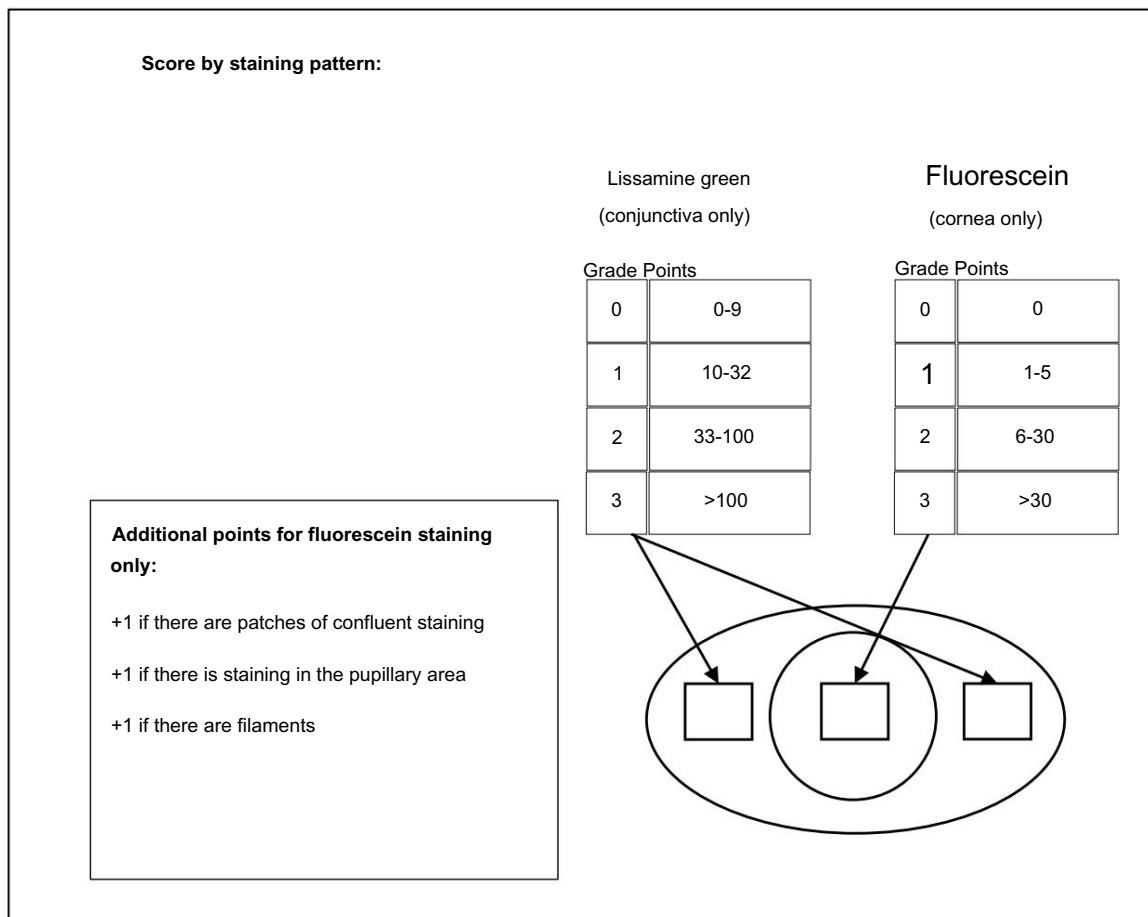 Score by staining pattern:
Lissamine green
(conjunctiva only)
Grade Points
0 0-9
1 10-32
2 33-100
3 >100
Fluorescein
(cornea only)
Grade Points
0 0
1 1-5
2 6-30
3 >30
Additional points for fluorescein staining
only:
+1 if there are patches of confluent staining
+1 if there is staining in the pupillary area
+1 if there are filaments